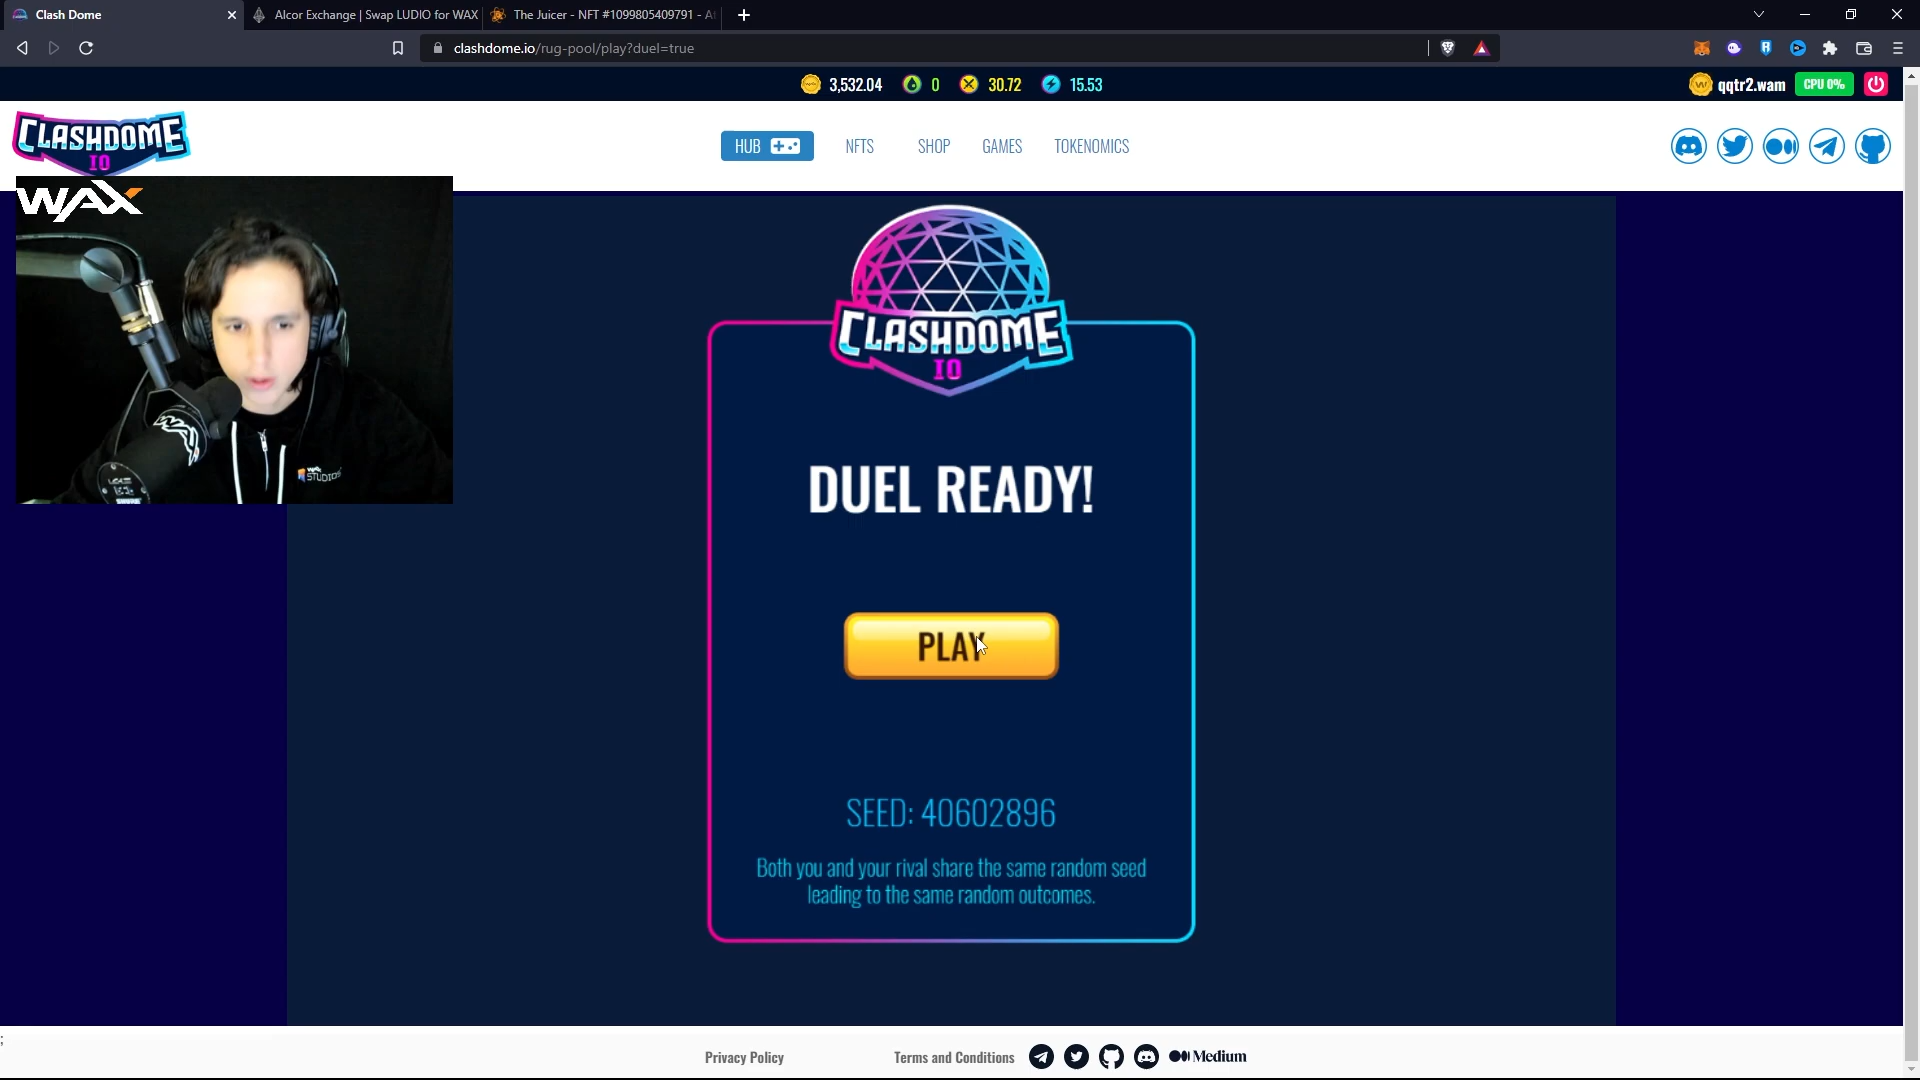 Clash Dome
Alcor Exchange | Swap LUDIO for WAX
The Juicer - NFT #1099805409791 - A
clashdome.io/rug-pool/play?duel=true
3,532.04
0
30.72
15.53
qqtr2.wam
CPU 0%
CLASHDOME
IO
HUB
NFTS
SHOP
GAMES
TOKENOMICS
WAX
WAX
STUDIOS
CLASHDOME
IO
DUEL READY!
PLAY
SEED: 40602896
Both you and your rival share the same random seed
leading to the same random outcomes.
;
Privacy Policy
Terms and Conditions
Medium